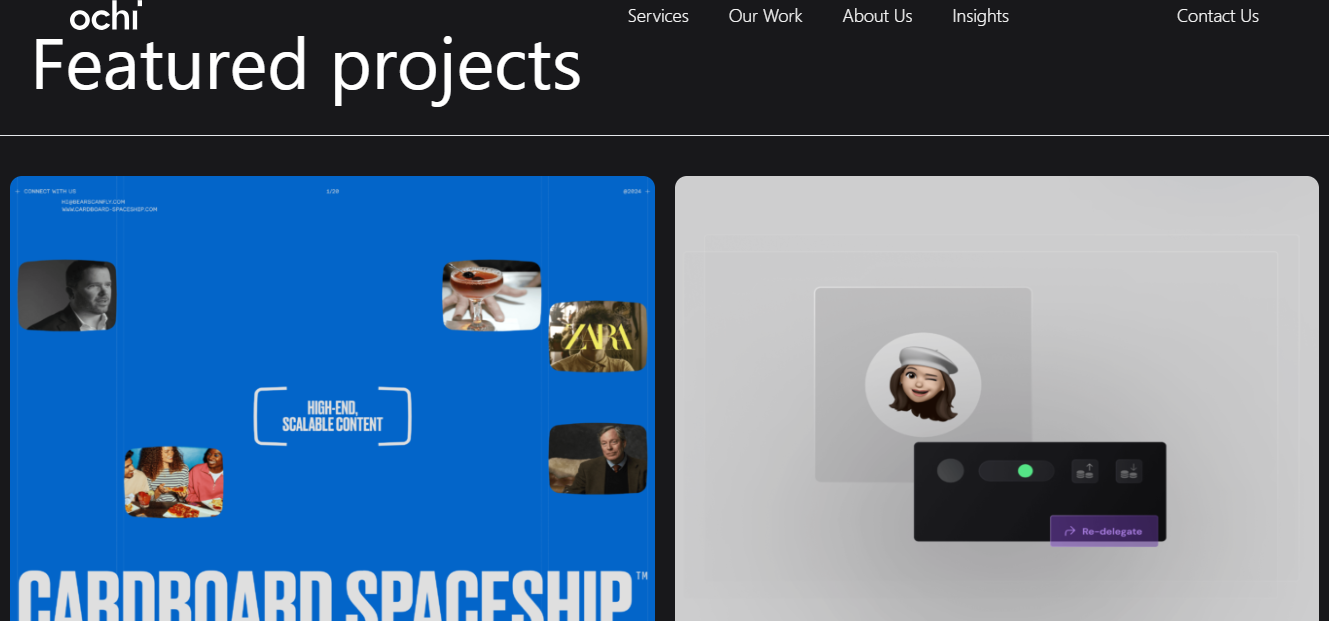 ochi
Services
Our Work
About Us
Insights
Contact Us
Featured projects
+ CONNECT WITH US
1/20
@2024 +
HI@BEARSCANFLY.COM
WWW.CARDBOARD-SPACESHIP.COM
ZARA
HIGH-END,
SCALABLE CONTENT
CARDBOARD SPACESHIP™
Re-delegate